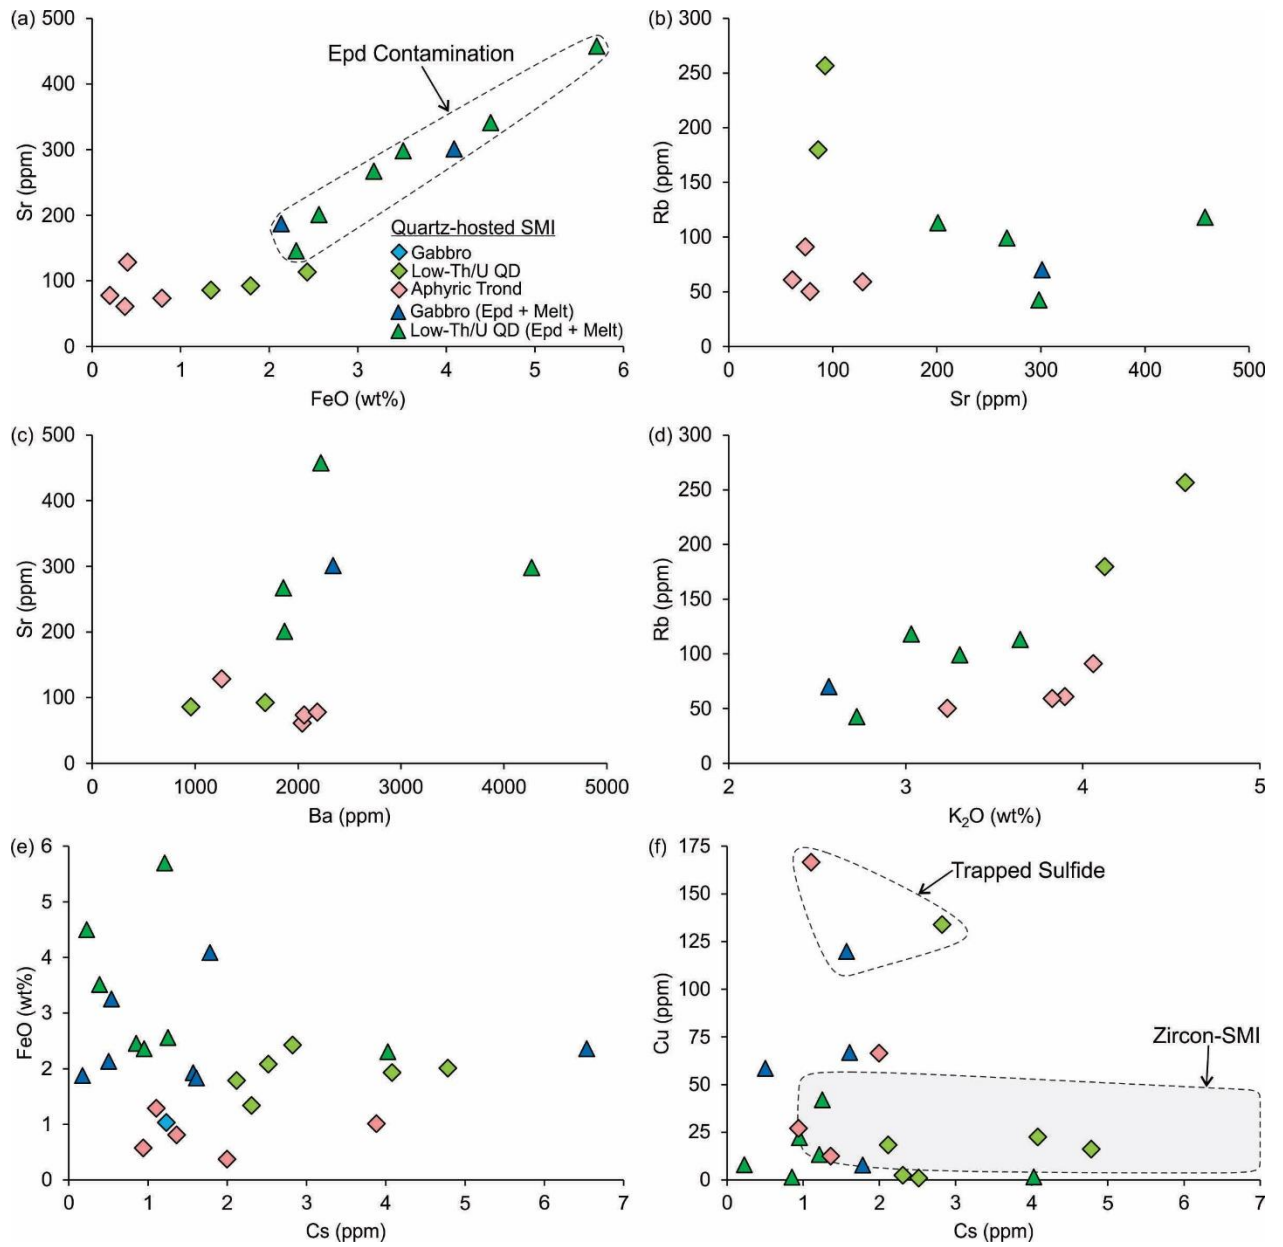 (a)
500
400
300
200
100
0
Sr (ppm)
0 1 2 3 4 5 6
FeO (wt%)
Epd Contamination
Quartz-hosted SMI
Gabbro
Low-Th/U QD
Aphyric Trond
Gabbro (Epd + Melt)
Low-Th/U QD (Epd + Melt)
(b)
300
250
200
150
100
50
0
Rb (ppm)
0 100 200 300 400 500
Sr (ppm)
(c)
500
400
300
200
100
0
Sr (ppm)
0 1000 2000 3000 4000 5000
Ba (ppm)
(d)
300
250
200
150
100
50
0
Rb (ppm)
2 3 4 5
K₂O (wt%)
(e)
6
5
4
3
2
1
0
FeO (wt%)
0 1 2 3 4 5 6 7
Cs (ppm)
(f)
175
150
125
100
75
50
25
0
Cu (ppm)
0 1 2 3 4 5 6 7
Cs (ppm)
Trapped Sulfide
Zircon-SMI